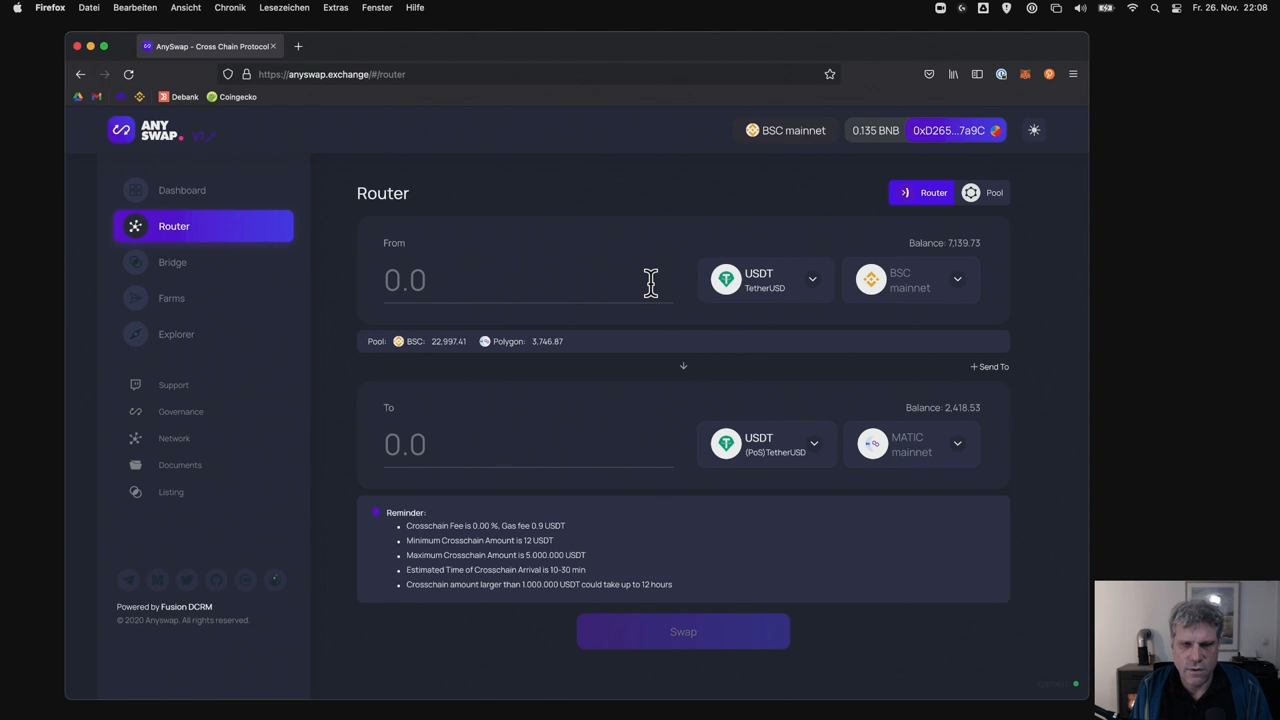 Firefox Datei Bearbeiten Ansicht Chronik Lesezeichen Extras Fenster Hilfe
Fr. 26. Nov. 22:08
AnySwap - Cross Chain Protocol
https://anyswap.exchange/#/router
Debank Coingecko
ANY
SWAP.
BSC mainnet
0.135 BNB
0xD265...7a9C
Dashboard
Router
Bridge
Farms
Explorer
Support
Governance
Network
Documents
Listing
Powered by Fusion DCRM
© 2020 Anyswap. All rights reserved.
Router
Router
Pool
From
Balance: 7,139.73
0.0
USDT
TetherUSD
BSC
mainnet
Pool: BSC: 22,997.41 Polygon: 3,746.87
+ Send To
To
Balance: 2,418.53
0.0
USDT
(PoS)TetherUSD
MATIC
mainnet
Reminder:
Crosschain Fee is 0.00 %, Gas fee 0.9 USDT
Minimum Crosschain Amount is 12 USDT
Maximum Crosschain Amount is 5.000.000 USDT
Estimated Time of Crosschain Arrival is 10-30 min
Crosschain amount larger than 1.000.000 USDT could take up to 12 hours
Swap